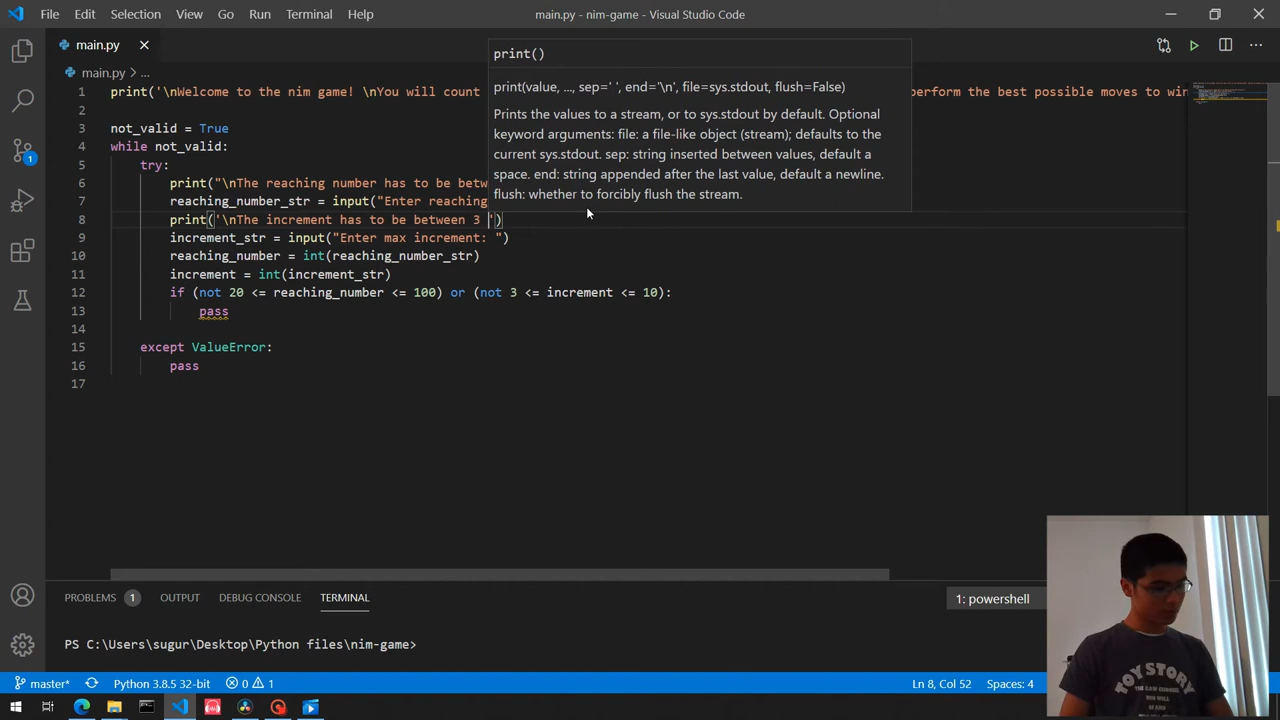 File Edit Selection View Go Run Terminal Help main.py - nim-game - Visual Studio Code
main.py
main.py > ...
print()
print(value, ..., sep=' ', end='\n', file=sys.stdout, flush=False)
Prints the values to a stream, or to sys.stdout by default. Optional
keyword arguments: file: a file-like object (stream); defaults to the
current sys.stdout. sep: string inserted between values, default a
space. end: string appended after the last value, default a newline.
flush: whether to forcibly flush the stream.
1 print('\nWelcome to the nim game! \nYou will count perform the best possible moves to win
2
3 not_valid = True
4 while not_valid:
5 try:
6 print("\nThe reaching number has to be betw
7 reaching_number_str = input("Enter reaching
8 print('\nThe increment has to be between 3 ')
9 increment_str = input("Enter max increment: ")
10 reaching_number = int(reaching_number_str)
11 increment = int(increment_str)
12 if (not 20 <= reaching_number <= 100) or (not 3 <= increment <= 10):
13 pass
14
15 except ValueError:
16 pass
17
1
PROBLEMS 1 OUTPUT DEBUG CONSOLE TERMINAL 1: powershell
PS C:\Users\sugur\Desktop\Python files\nim-game>
TOY STORY
master* Python 3.8.5 32-bit 0 1 Ln 8, Col 52 Spaces: 4